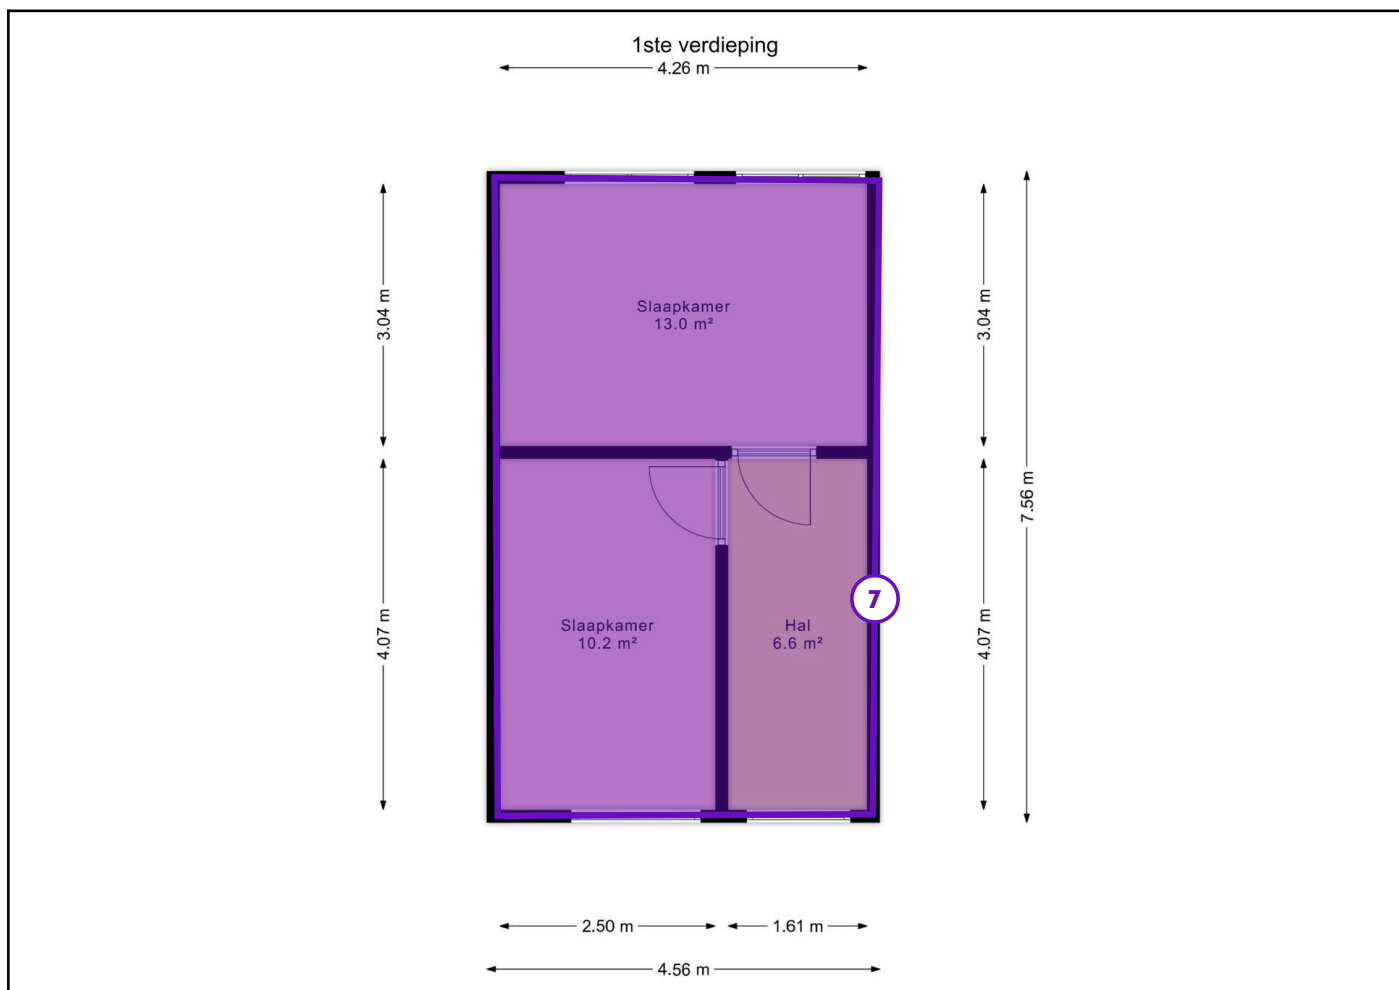 1ste verdieping
4.26 m
3.04 m
3.04 m
Slaapkamer
13.0 m²
7.56 m
4.07 m
4.07 m
Slaapkamer
10.2 m²
Hal
6.6 m²
7
2.50 m
1.61 m
4.56 m